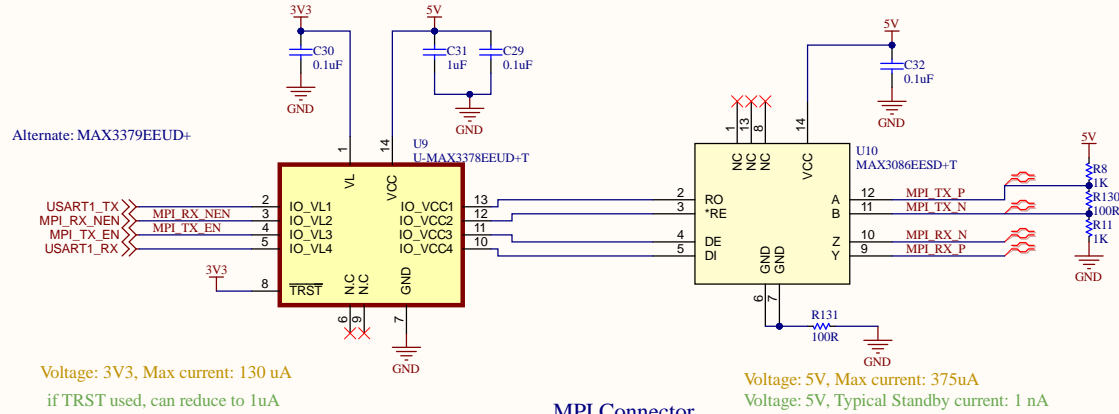 3V3
5V
5V
C30
0.1uF
C31
1uF
C29
0.1uF
C32
0.1uF
GND
GND
GND
Alternate: MAX3379EEUD+
U9
U-MAX3378EEUD+T
1
14
VL
VCC
USART1_TX
2
IO_VL1
IO_VCC1
13
MPI_RX_NEN
MPI_RX_NEN
3
IO_VL2
IO_VCC2
12
MPI_TX_EN
MPI_TX_EN
4
IO_VL3
IO_VCC3
11
USART1_RX
5
IO_VL4
IO_VCC4
10
3V3
8
TRST
N.C
N.C
GND
6
9
7
GND
U10
MAX3086EESD+T
1
13
8
14
NC
NC
NC
VCC
2
RO
A
12
MPI_TX_P
3
*RE
B
11
MPI_TX_N
4
DE
Z
10
MPI_RX_N
5
DI
Y
9
MPI_RX_P
GND
GND
6
7
R131
100R
GND
5V
R8
1K
R130
100R
R11
1K
GND
Voltage: 3V3, Max current: 130 uA
if TRST used, can reduce to 1uA
Voltage: 5V, Max current: 375uA
Voltage: 5V, Typical Standby current: 1 nA
MPI Connector